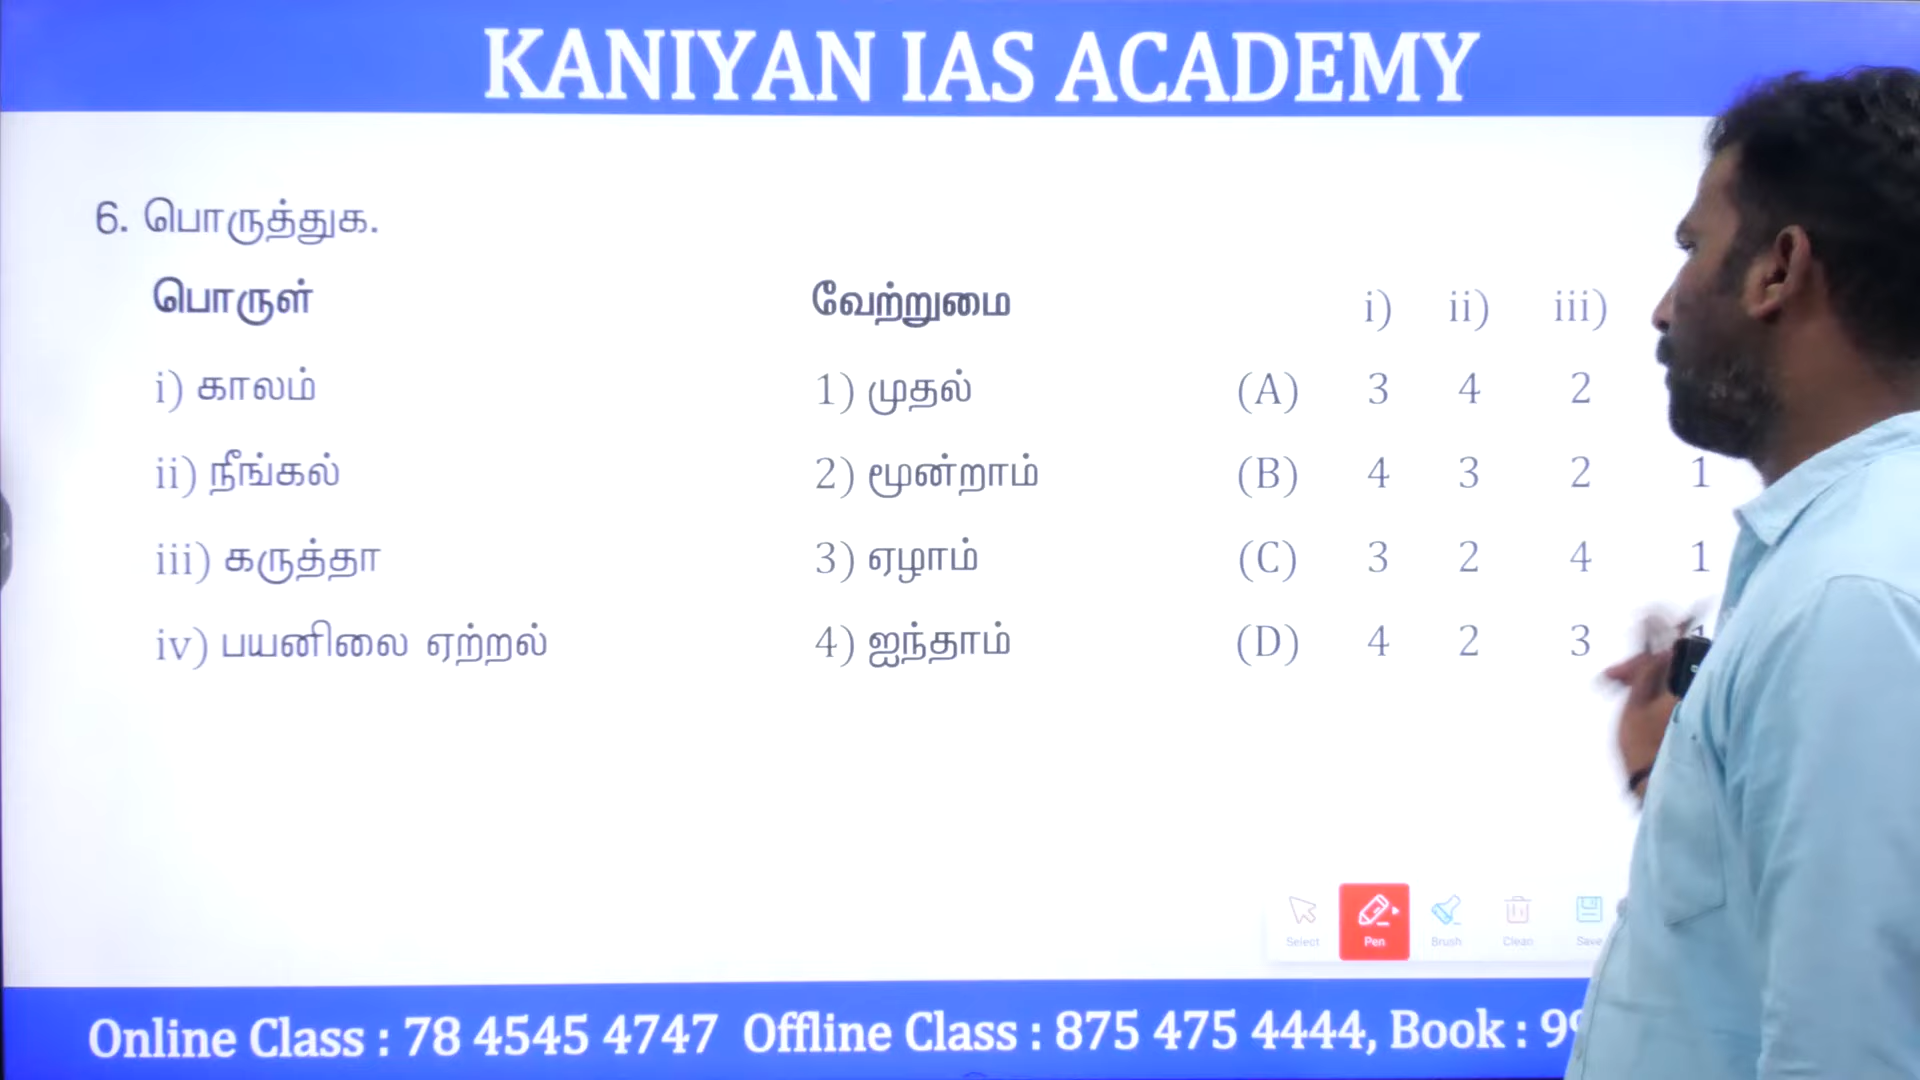 KANIYAN IAS ACADEMY
6. பொருத்துக.
பொருள் வேற்றுமை i) ii) iii)
i) காலம் 1) முதல் (A) 3 4 2
ii) நீங்கல் 2) மூன்றாம் (B) 4 3 2 1
iii) கருத்தா 3) ஏழாம் (C) 3 2 4 1
iv) பயனிலை ஏற்றல் 4) ஐந்தாம் (D) 4 2 3
Select Pen Brush Clean Save
Online Class : 78 4545 4747 Offline Class : 875 475 4444, Book :